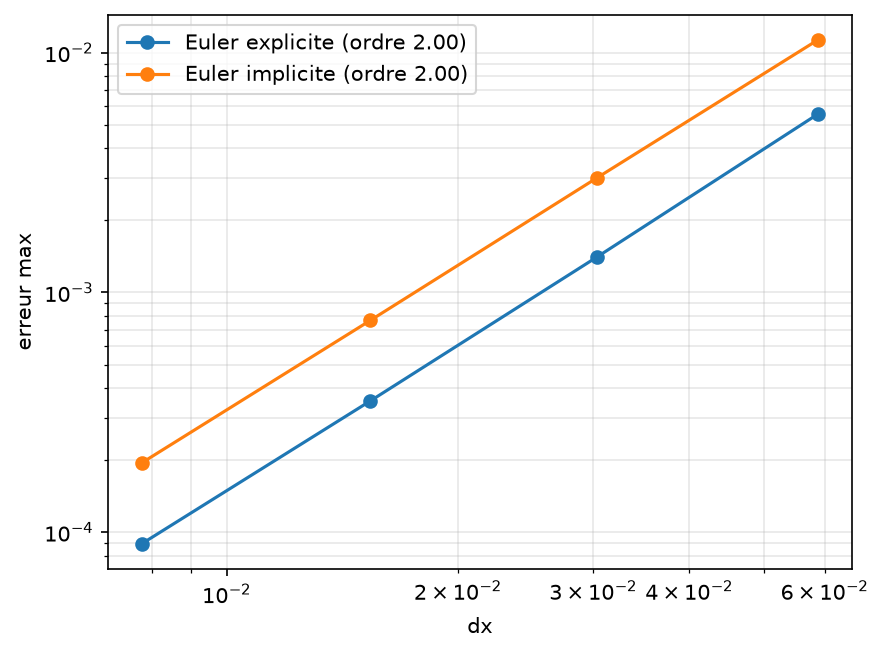 Euler explicite (ordre 2.00)
Euler implicite (ordre 2.00)
10⁻²
10⁻³
10⁻⁴
erreur max
10⁻² 2 × 10⁻² 3 × 10⁻² 4 × 10⁻² 6 × 10⁻²
dx